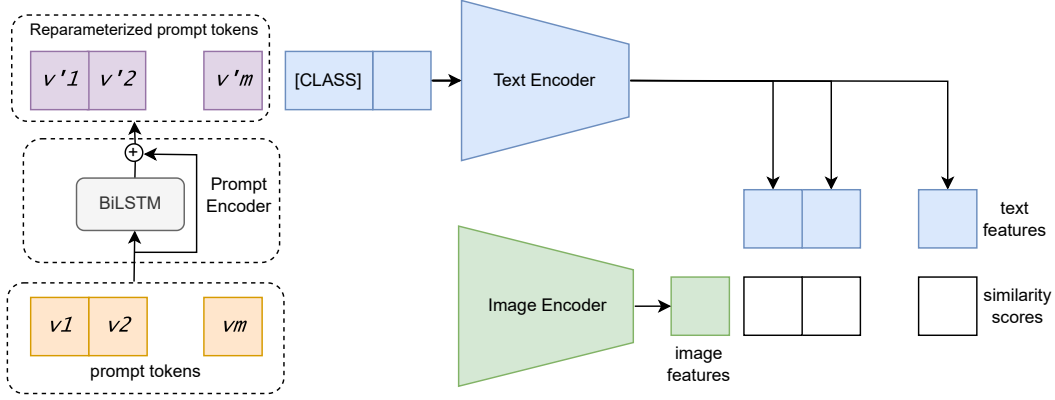 Reparameterized prompt tokens
v'1 v'2 v'm
[CLASS]
Text Encoder
+
BiLSTM
Prompt
Encoder
text
features
v1 v2 vm
prompt tokens
Image Encoder
image
features
similarity
scores